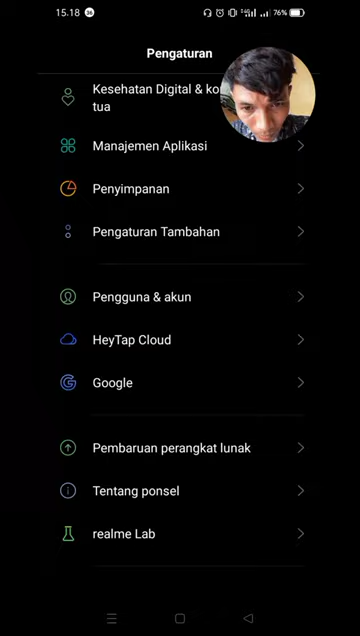 15.18 36 76%
Pengaturan
Kesehatan Digital &
tua
Manajemen Aplikasi
Penyimpanan
Pengaturan Tambahan
Pengguna & akun
HeyTap Cloud
Google
Pembaruan perangkat lunak
Tentang ponsel
realme Lab